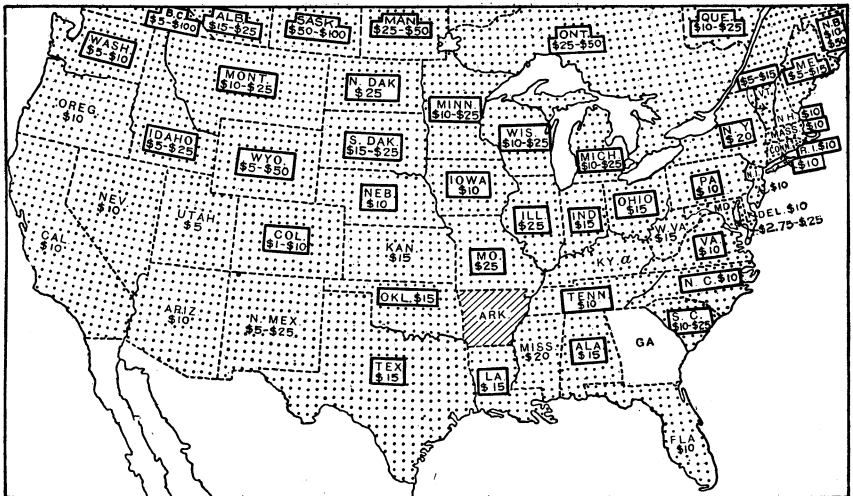 B.C.
$5-$100
ALB.
$15-$25
SASK.
$50-$100
MAN
$25-$50
ONT.
$25-$50
QUE.
$10-$25
N.B.
$10
$50
WASH
$5-$10
MONT.
$10-$25
N. DAK
$25
MINN.
$10-$25
$5-$15
VT.
ME.
$5-$15
OREG.
$10
IDAHO
$5-$25
WYO.
$5-$50
S. DAK
$15-$25
WIS.
$10-$25
MICH
$10-$25
N.
$20
N.H.
$10
MASS.
$10
CONN.
R.I. $10
$10
NEV.
$10
UTAH
$5
COL
$1-$10
NEB
$10
IOWA
$10
ILL
$25
IND
$15
OHIO
$15
PA
$10
N.J.
$10
CAL.
$10
KAN.
$15
MO.
$25
KY. a
W.VA.
$15
MD.
DEL. $10
$2.75-$25
VA
$10
ARIZ.
$10
N. MEX
$5-$25
OKL. $15
ARK.
TENN
$10
N. C. $10
S. C.
$10-$25
TEX
$15
LA
$15
MISS.
$20
ALA
$15
GA
FLA.
$10